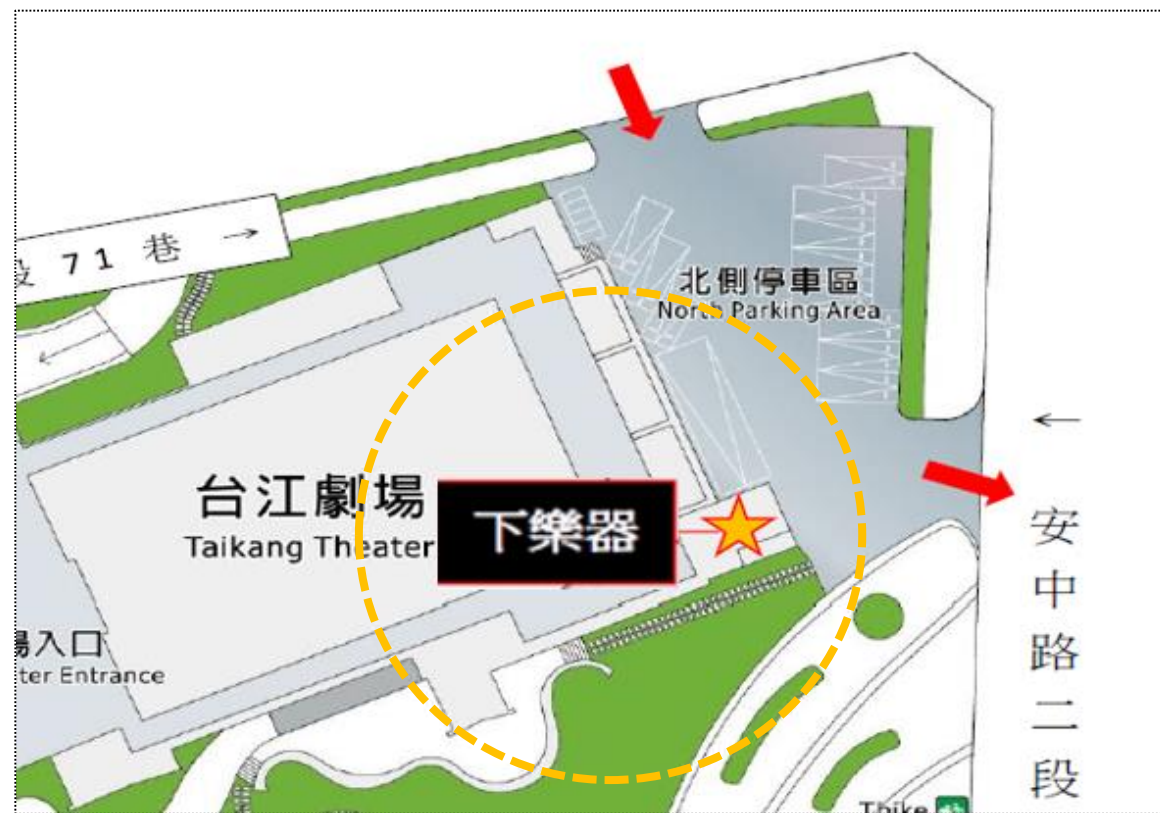 段 71 巷 →
北側停車區
North Parking Area
台江劇場
Taikang Theater
下樂器
場入口
ter Entrance
← 安中路二段
Tbike